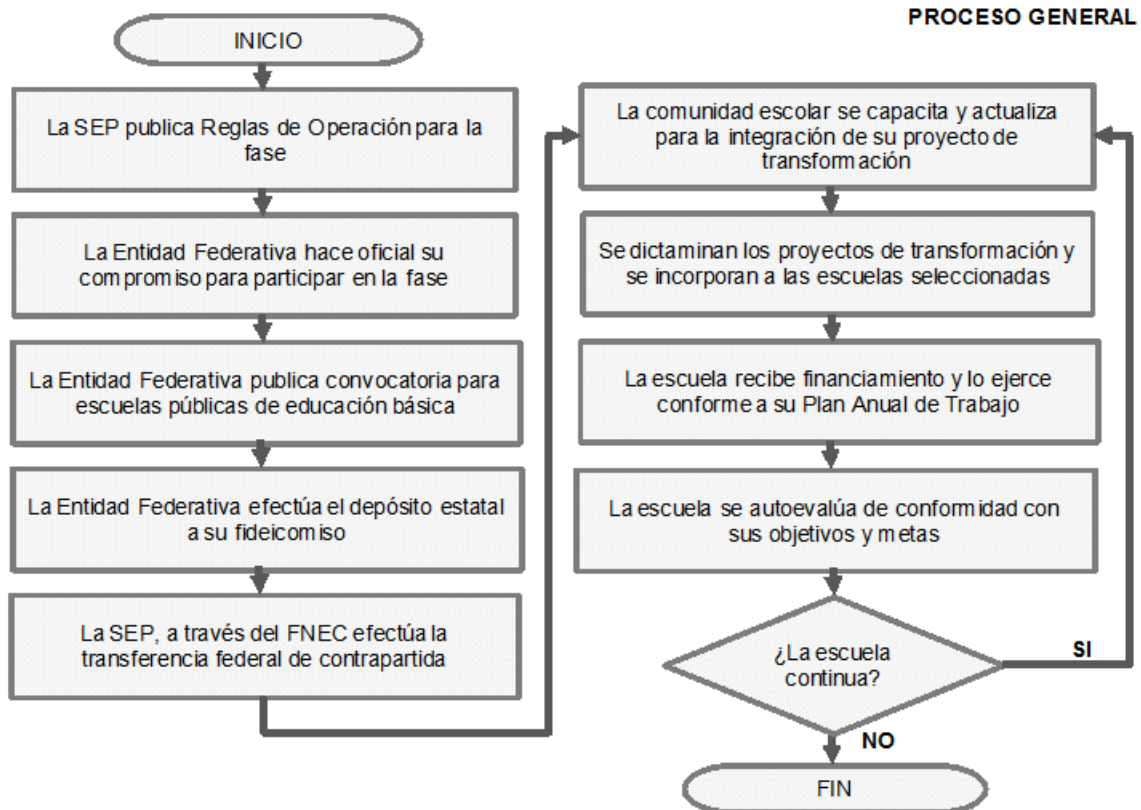 PROCESO GENERAL
INICIO
La SEP publica Reglas de Operación para la
fase
La Entidad Federativa hace oficial su
compromiso para participar en la fase
La Entidad Federativa publica convocatoria para
escuelas públicas de educación básica
La Entidad Federativa efectúa el depósito estatal
a su fideicomiso
La SEP, a través del FNEC efectúa la
transferencia federal de contrapartida
La comunidad escolar se capacita y actualiza
para la integración de su proyecto de
transformación
Se dictaminan los proyectos de transformación y
se incorporan a las escuelas seleccionadas
La escuela recibe financiamiento y lo ejerce
conforme a su Plan Anual de Trabajo
La escuela se autoevalúa de conformidad con
sus objetivos y metas
¿La escuela
continua?
SI
NO
FIN